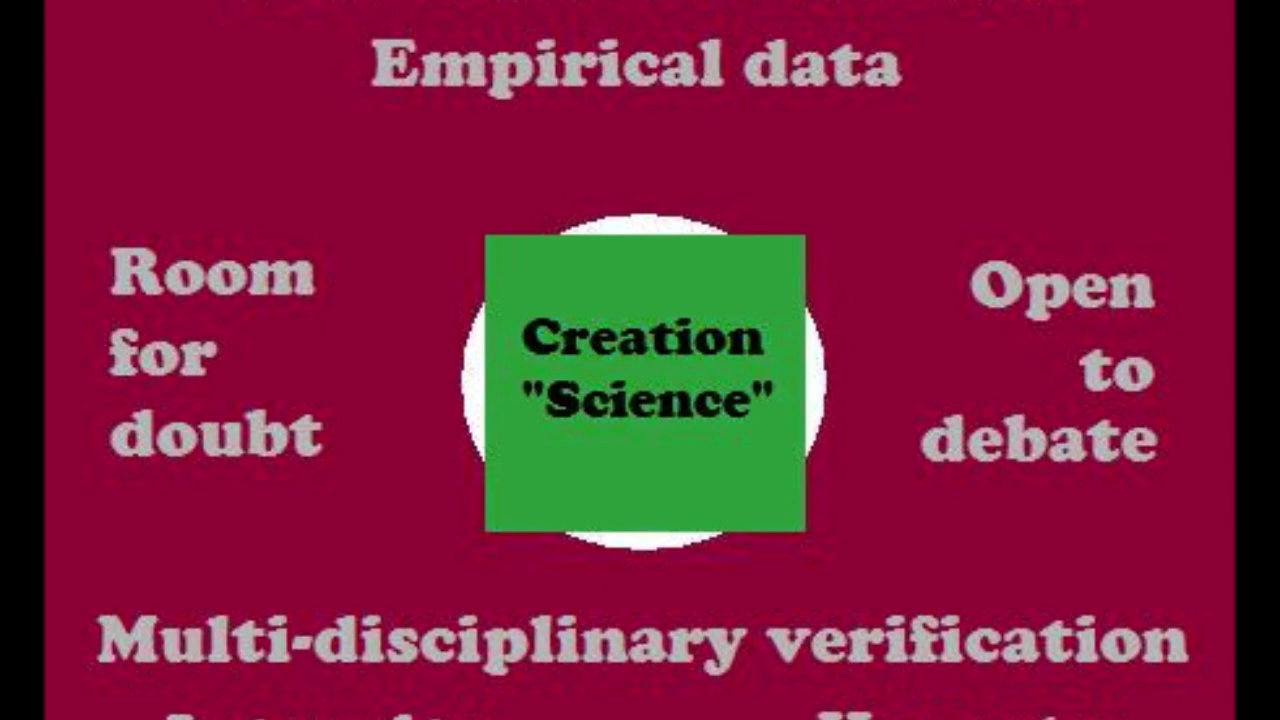 Empirical data
Room
for
doubt
Creation
"Science"
Open
to
debate
Multi-disciplinary verification